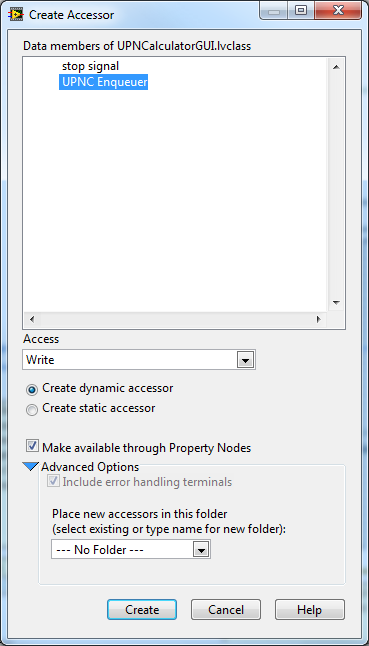 Create Accessor
Data members of UPNCalculatorGUI.lvclass
stop signal
UPNC Enqueuer
Access
Write
Create dynamic accessor
Create static accessor
Make available through Property Nodes
Advanced Options
Include error handling terminals
Place new accessors in this folder
(select existing or type name for new folder):
--- No Folder ---
Create Cancel Help